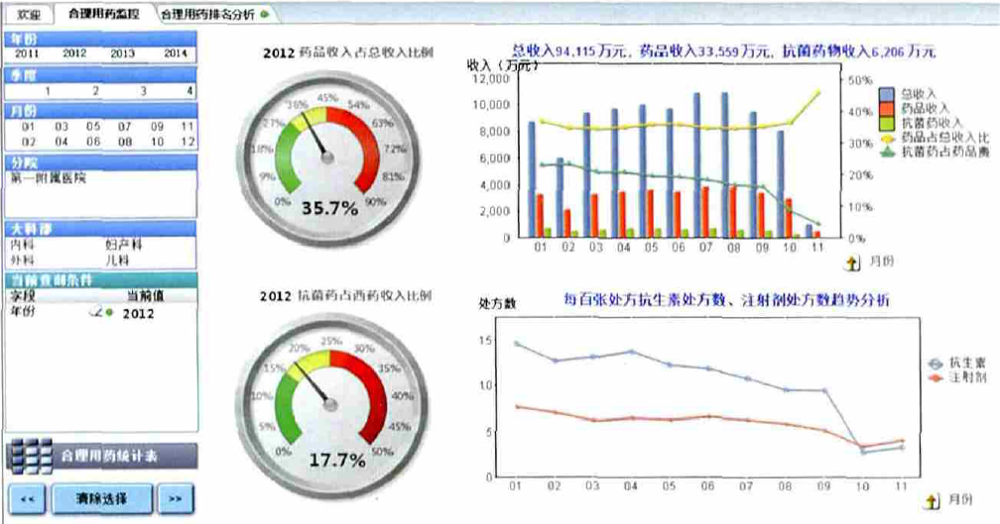 欢迎 合理用药监控 合理用药排名分析
年份
2011 2012 2013 2014
季度
1 2 3 4
月份
01 03 05 07 09 11
02 04 06 08 10 12
分院
第一附属医院
大科室
内科 妇产科
外科 儿科
当前查询条件
字段 当前值
年份 2012
合理用药统计表
<< 清除选择 >>
2012 药品收入占总收入比例
0% 9% 18% 27% 36% 45% 54% 63% 72% 81% 90%
35.7%
2012 抗菌药占西药收入比例
0% 5% 10% 15% 20% 25% 30% 35% 40% 45% 50%
17.7%
总收入94,115万元, 药品收入33,559万元, 抗菌药物收入6,206万元
收入(万元)
12,000
10,000
8,000
6,000
4,000
2,000
0
50%
40%
30%
20%
10%
0%
01 02 03 04 05 06 07 08 09 10 11
月份
总收入
药品收入
抗菌药收入
药品占总收入比
抗菌药占药品费
处方数
每百张处方抗生素处方数、注射剂处方数趋势分析
15
10
5
0
01 02 03 04 05 06 07 08 09 10 11
月份
抗生素
注射剂